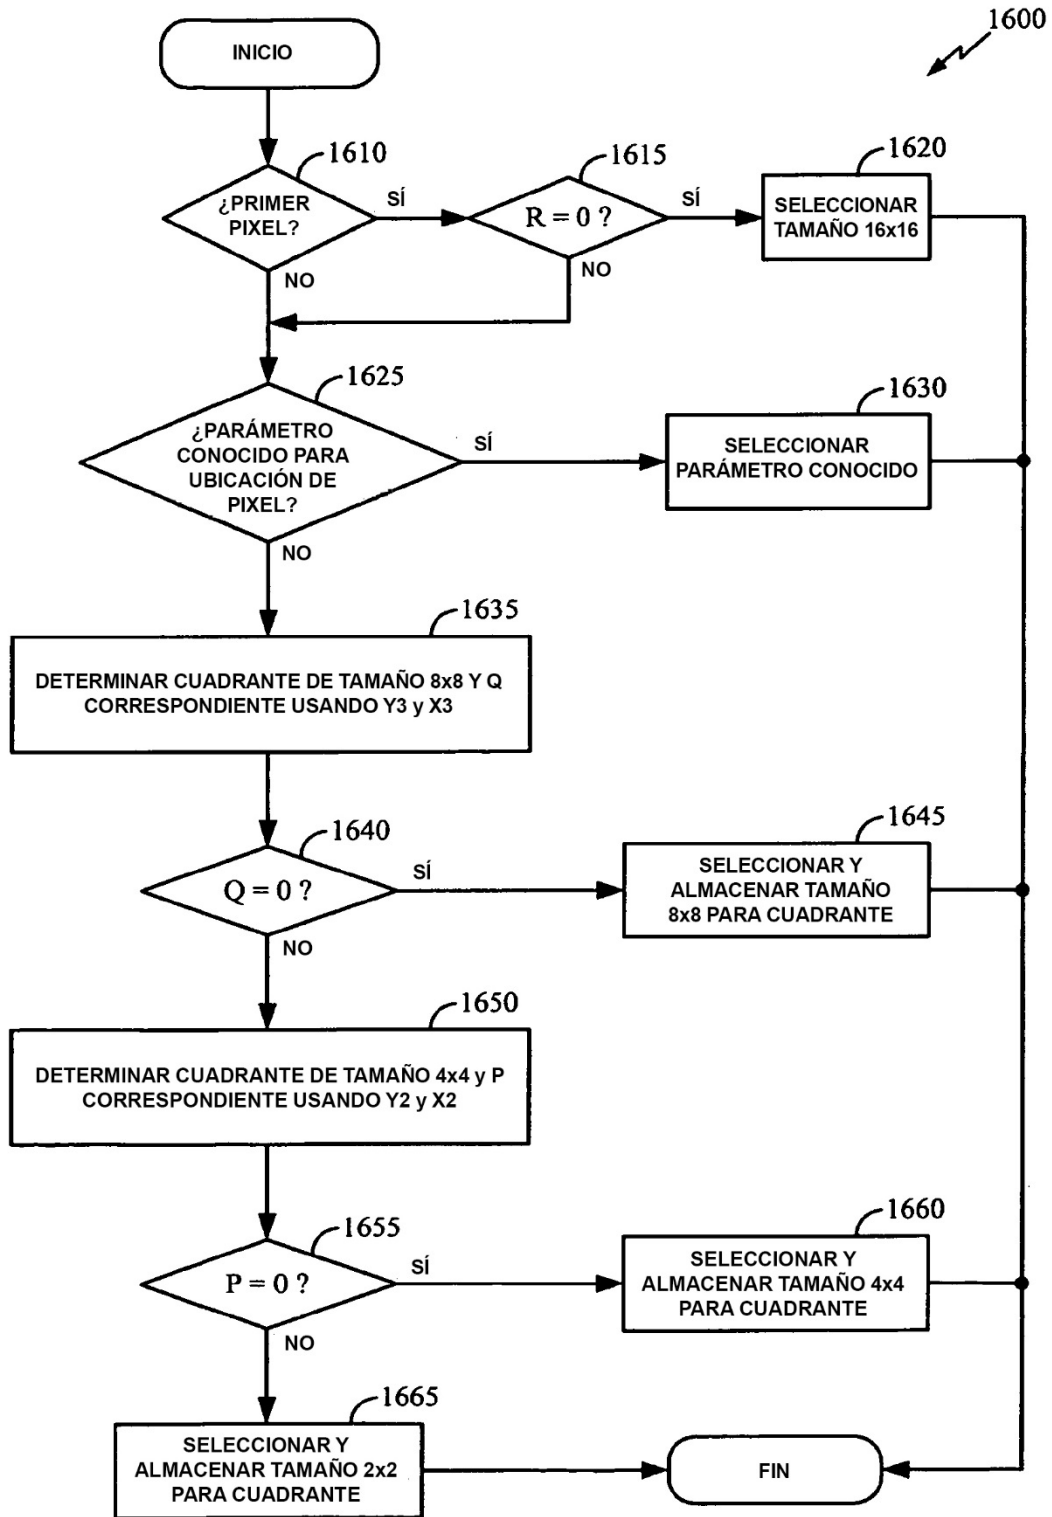 1600
INICIO
1610
¿PRIMER
PIXEL?
SÍ
NO
1615
R = 0 ?
SÍ
NO
1620
SELECCIONAR
TAMAÑO 16x16
1625
¿PARÁMETRO
CONOCIDO PARA
UBICACIÓN DE
PIXEL?
SÍ
NO
1630
SELECCIONAR
PARÁMETRO CONOCIDO
1635
DETERMINAR CUADRANTE DE TAMAÑO 8x8 Y Q
CORRESPONDIENTE USANDO Y3 y X3
1640
Q = 0 ?
SÍ
NO
1645
SELECCIONAR Y
ALMACENAR TAMAÑO
8x8 PARA CUADRANTE
1650
DETERMINAR CUADRANTE DE TAMAÑO 4x4 y P
CORRESPONDIENTE USANDO Y2 y X2
1655
P = 0 ?
SÍ
NO
1660
SELECCIONAR Y
ALMACENAR TAMAÑO 4x4
PARA CUADRANTE
1665
SELECCIONAR Y
ALMACENAR TAMAÑO 2x2
PARA CUADRANTE
FIN